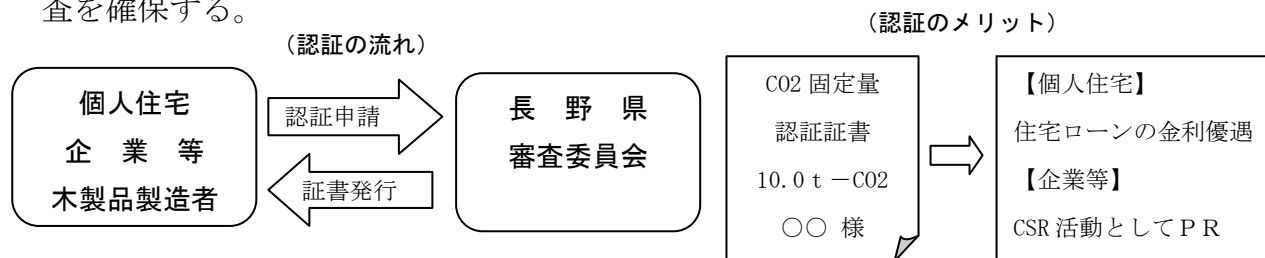 査を確保する。
（認証の流れ）
（認証のメリット）
個人住宅
企　業　等
木製品製造者
認証申請
証書発行
長　野　県
審査委員会
CO2 固定量
認証証書
10.0ｔ－CO2
○○ 様
【個人住宅】
住宅ローンの金利優遇
【企業等】
CSR 活動としてＰＲ